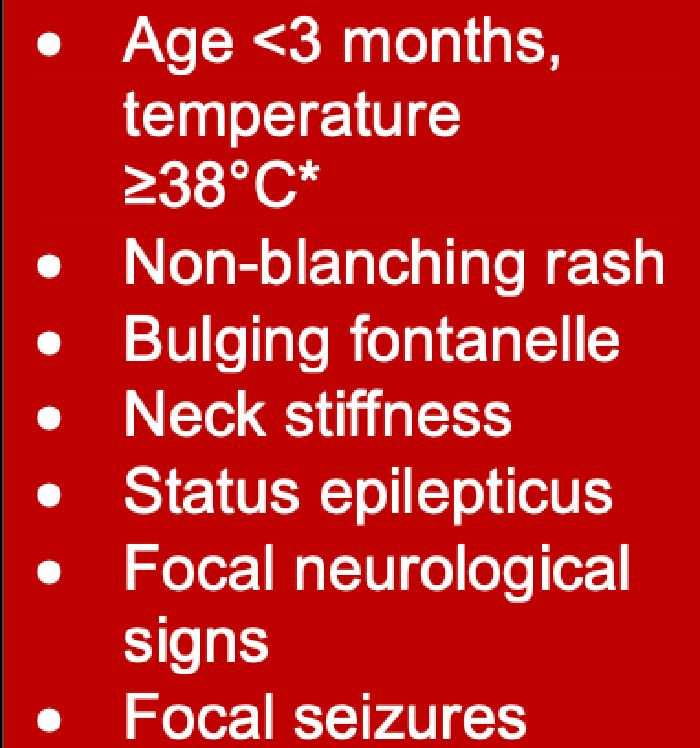 • Age <3 months,
temperature
≥38°C*
• Non-blanching rash
• Bulging fontanelle
• Neck stiffness
• Status epilepticus
• Focal neurological
signs
• Focal seizures